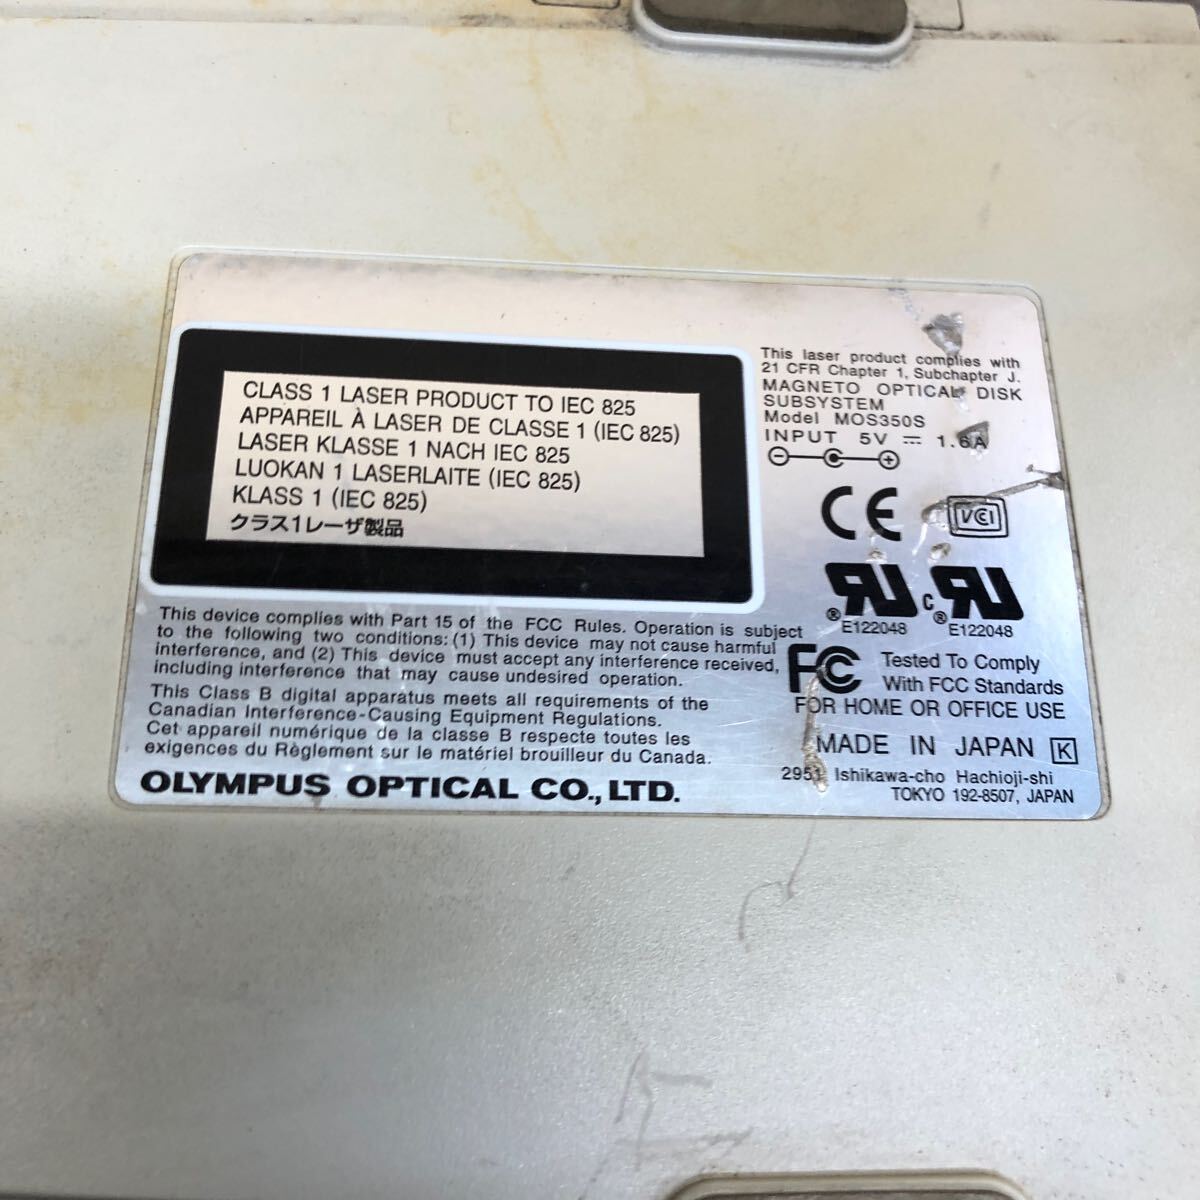 CLASS 1 LASER PRODUCT TO IEC 825
APPAREIL À LASER DE CLASSE 1 (IEC 825)
LASER KLASSE 1 NACH IEC 825
LUOKAN 1 LASERLAITE (IEC 825)
KLASS 1 (IEC 825)
クラス1レーザ製品
This laser product complies with
21 CFR Chapter 1, Subchapter J.
MAGNETO OPTICAL DISK
SUBSYSTEM
Model MOS350S
INPUT 5V ⎓ 1.6A
CE VCI
RU ® E122048
c RU ® E122048
This device complies with Part 15 of the FCC Rules. Operation is subject
to the following two conditions: (1) This device may not cause harmful
interference, and (2) This device must accept any interference received,
including interference that may cause undesired operation.
This Class B digital apparatus meets all requirements of the
Canadian Interference-Causing Equipment Regulations.
Cet appareil numérique de la classe B respecte toutes les
exigences du Règlement sur le matériel brouilleur du Canada.
OLYMPUS OPTICAL CO., LTD.
FC Tested To Comply
With FCC Standards
FOR HOME OR OFFICE USE
MADE IN JAPAN K
2951 Ishikawa-cho Hachioji-shi
TOKYO 192-8507, JAPAN